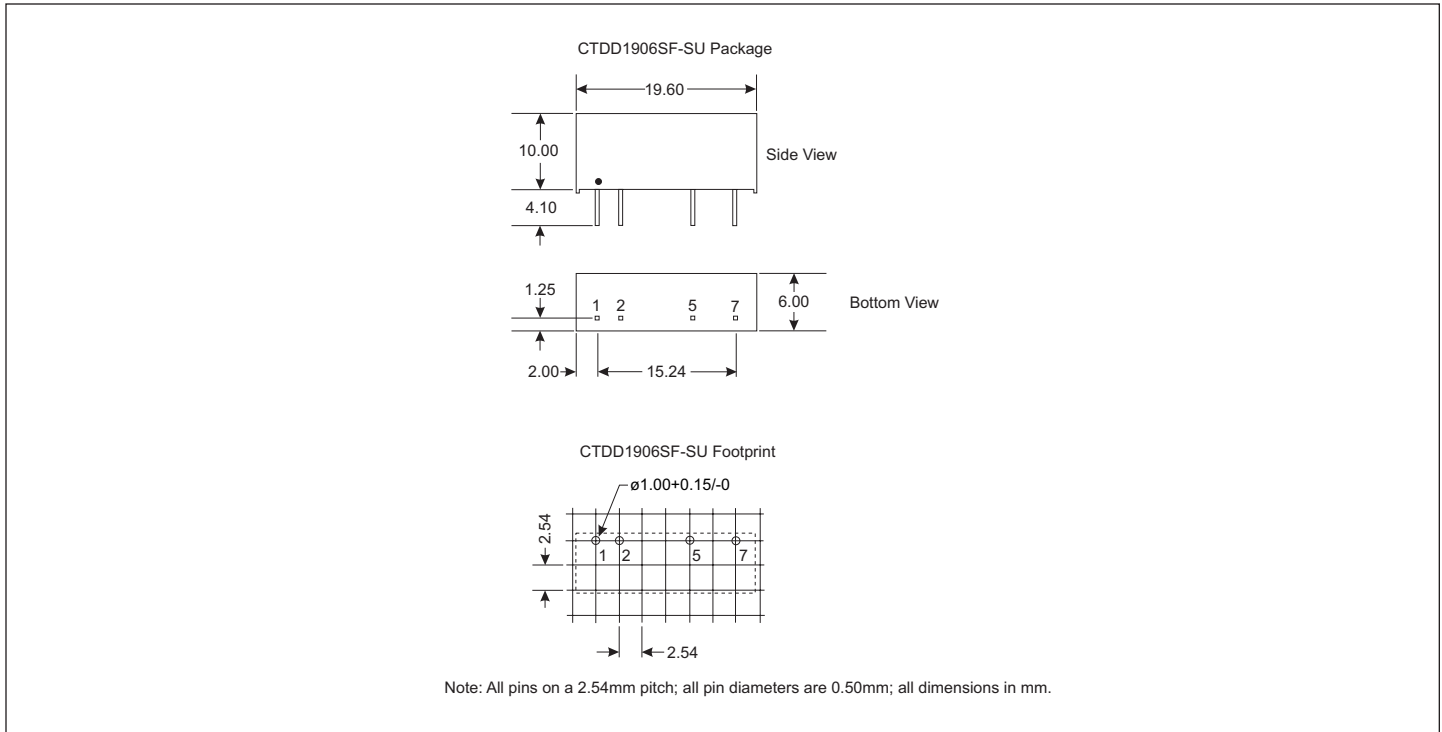 CTDD1906SF-SU Package
19.60
10.00
Side View
4.10
1.25
1 2 5 7
6.00
Bottom View
2.00
15.24
CTDD1906SF-SU Footprint
ø1.00+0.15/-0
2.54
1 2 5 7
2.54
Note: All pins on a 2.54mm pitch; all pin diameters are 0.50mm; all dimensions in mm.